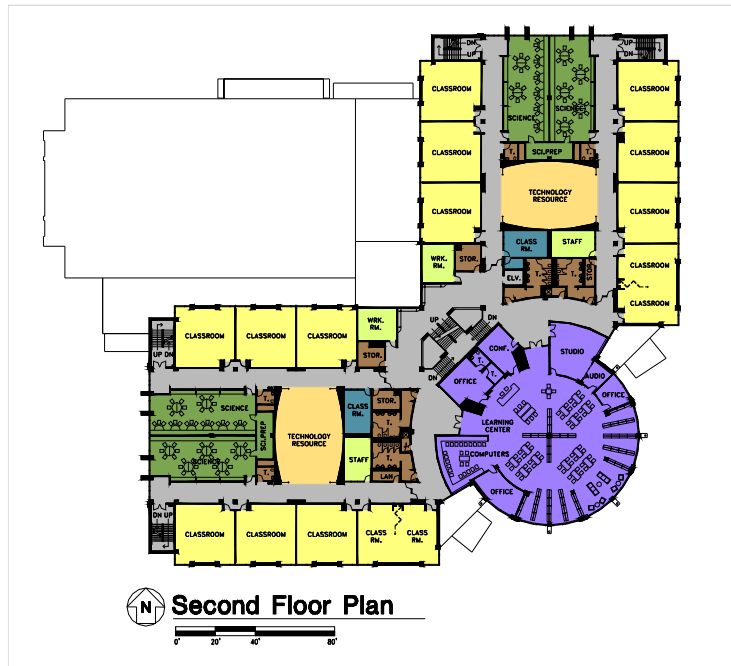 DN
UP
UP
DN
CLASSROOM
SCIENCE
SCIENCE
CLASSROOM
CLASSROOM
T.
SCI.PREP
T.
CLASSROOM
TECHNOLOGY
RESOURCE
CLASSROOM
CLASSROOM
WRK.
RM.
STOR.
CLASS
RM.
STAFF
CLASSROOM
ELV.
T.
T.
STOR.
CLASSROOM
CLASSROOM
CLASSROOM
CLASSROOM
WRK.
RM.
UP
DN
UP DN
STOR.
DN
CONF.
T.
T.
OFFICE
STUDIO
AUDIO
OFFICE
SCIENCE
T.
SCI.PREP
TECHNOLOGY
RESOURCE
CLASS
RM.
STOR.
T.
LEARNING
CENTER
SCIENCE
T.
STAFF
T.
LAN
COMPUTERS
OFFICE
DN UP
CLASSROOM
CLASSROOM
CLASSROOM
CLASS
RM.
CLASS
RM.
N
Second Floor Plan
0' 20' 40' 80'